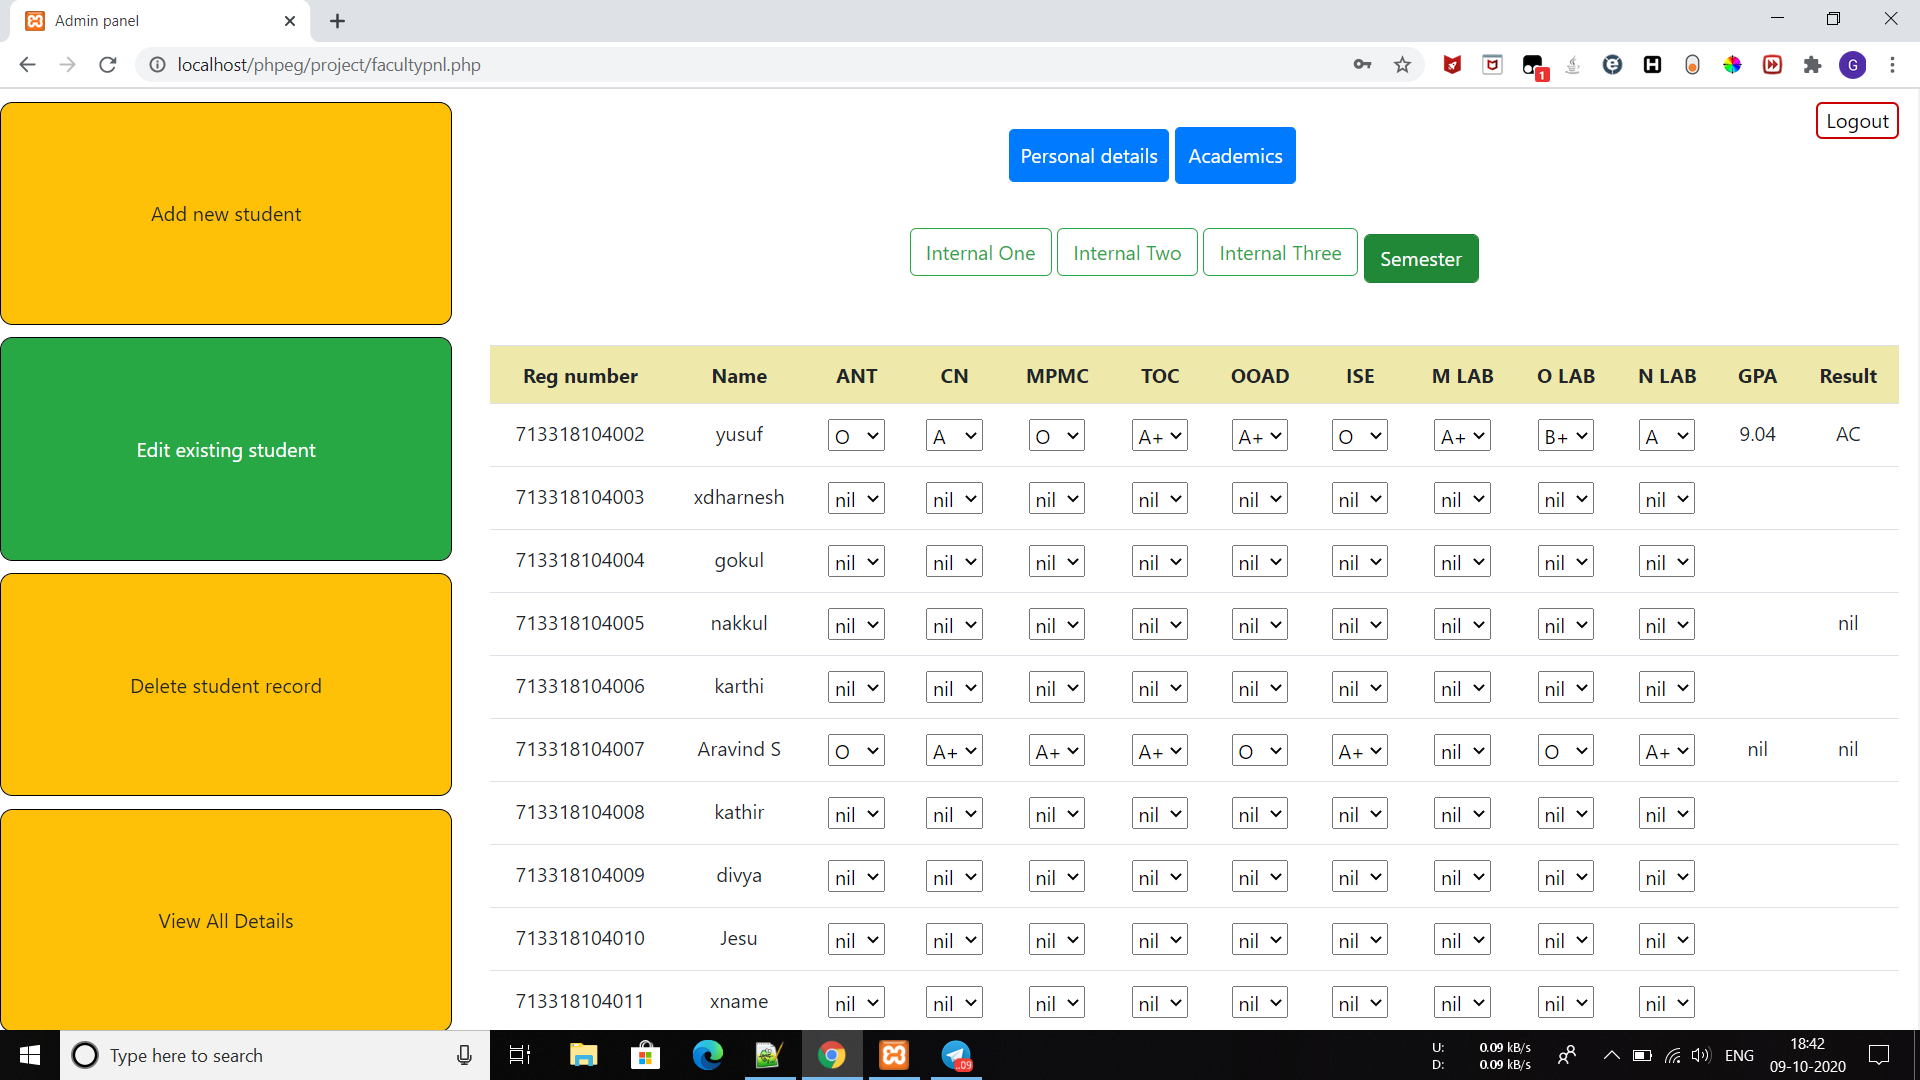 Admin panel
localhost/phpeg/project/facultypnl.php
1
G
Logout
Add new student
Edit existing student
Delete student record
View All Details
Personal details Academics
Internal One Internal Two Internal Three Semester
Reg number Name ANT CN MPMC TOC OOAD ISE M LAB O LAB N LAB GPA Result
713318104002 yusuf O A O A+ A+ O A+ B+ A 9.04 AC
713318104003 xdharnesh nil nil nil nil nil nil nil nil nil
713318104004 gokul nil nil nil nil nil nil nil nil nil
713318104005 nakkul nil nil nil nil nil nil nil nil nil nil
713318104006 karthi nil nil nil nil nil nil nil nil nil
713318104007 Aravind S O A+ A+ A+ O A+ nil O A+ nil nil
713318104008 kathir nil nil nil nil nil nil nil nil nil
713318104009 divya nil nil nil nil nil nil nil nil nil
713318104010 Jesu nil nil nil nil nil nil nil nil nil
713318104011 xname nil nil nil nil nil nil nil nil nil
Type here to search
..09
U: 0.09 kB/s
D: 0.09 kB/s
ENG
18:42
09-10-2020